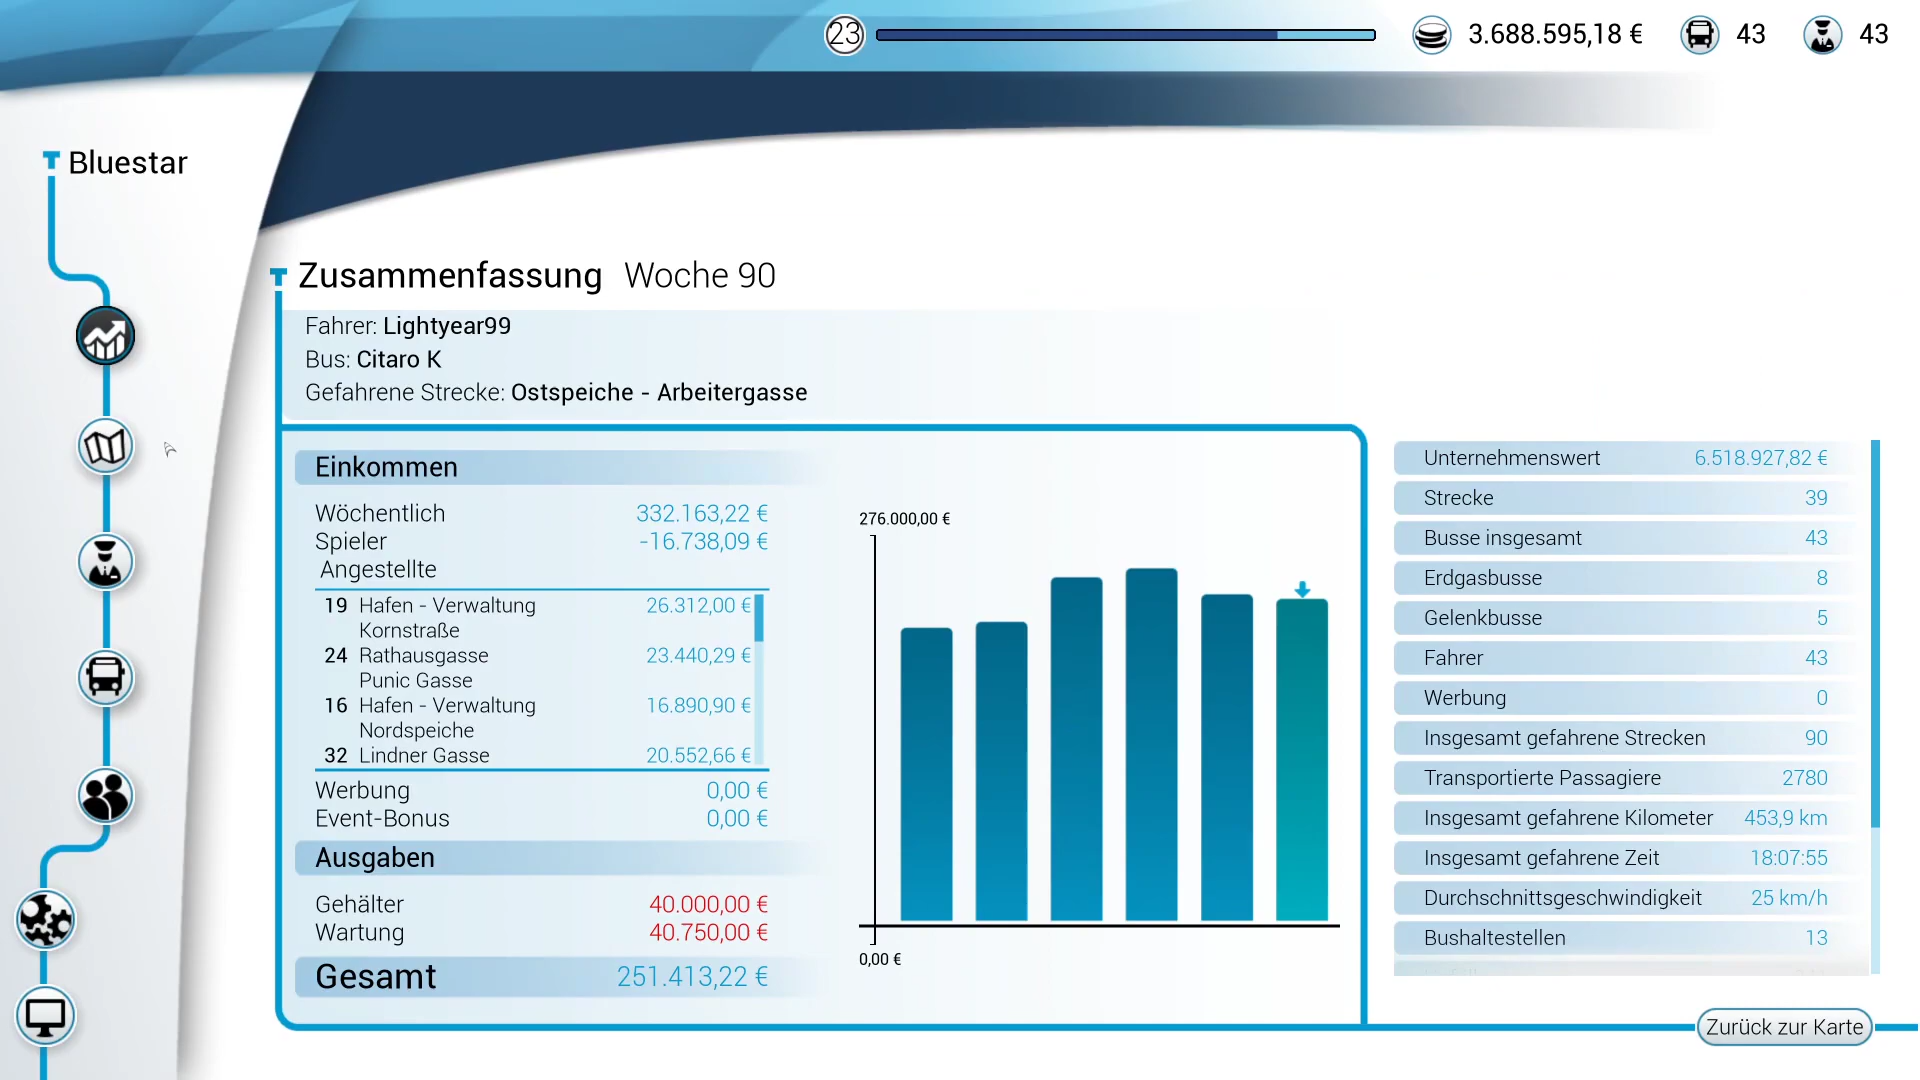 23
3.688.595,18 €
43
43
Bluestar
Zusammenfassung Woche 90
Fahrer: Lightyear99
Bus: Citaro K
Gefahrene Strecke: Ostspeiche - Arbeitergasse
Einkommen
Wöchentlich 332.163,22 €
Spieler -16.738,09 €
Angestellte
19 Hafen - Verwaltung 26.312,00 €
Kornstraße
24 Rathausgasse 23.440,29 €
Punic Gasse
16 Hafen - Verwaltung 16.890,90 €
Nordspeiche
32 Lindner Gasse 20.552,66 €
Werbung 0,00 €
Event-Bonus 0,00 €
Ausgaben
Gehälter 40.000,00 €
Wartung 40.750,00 €
Gesamt 251.413,22 €
276.000,00 €
0,00 €
Unternehmenswert 6.518.927,82 €
Strecke 39
Busse insgesamt 43
Erdgasbusse 8
Gelenkbusse 5
Fahrer 43
Werbung 0
Insgesamt gefahrene Strecken 90
Transportierte Passagiere 2780
Insgesamt gefahrene Kilometer 453,9 km
Insgesamt gefahrene Zeit 18:07:55
Durchschnittsgeschwindigkeit 25 km/h
Bushaltestellen 13
Zurück zur Karte